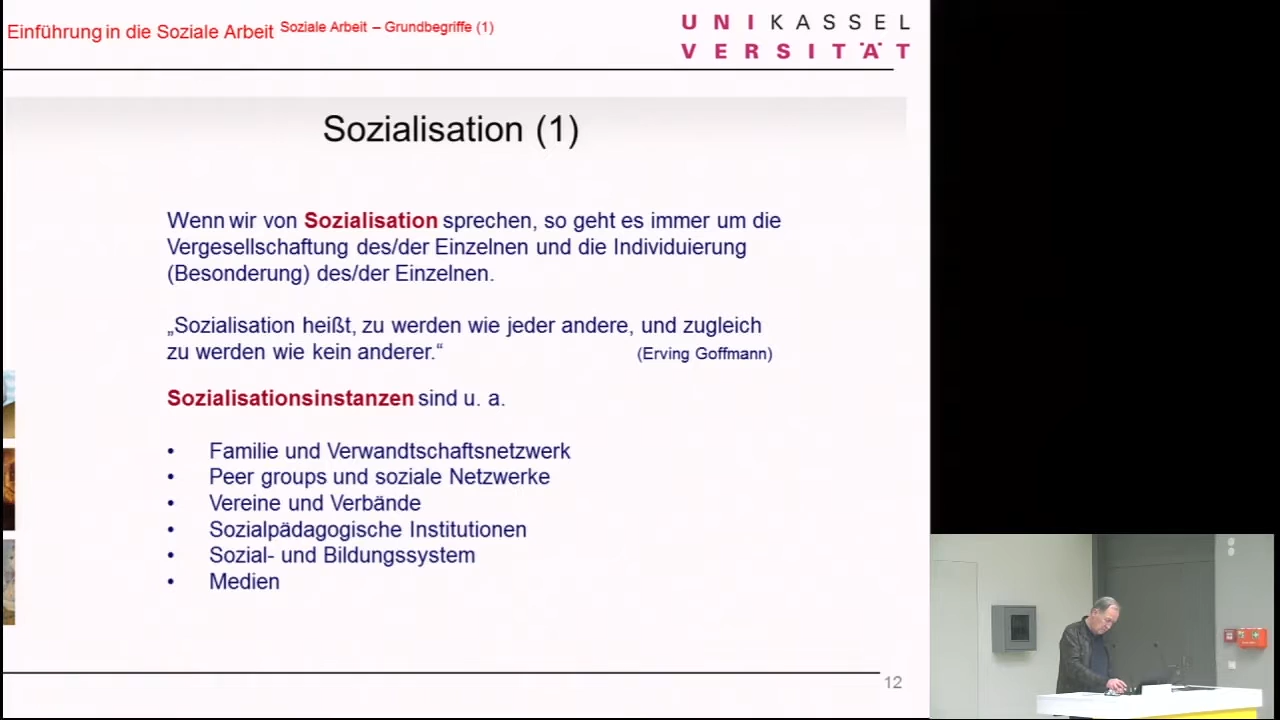 Einführung in die Soziale Arbeit Soziale Arbeit – Grundbegriffe (1)
UNIKASSEL
VERSITÄT
Sozialisation (1)
Wenn wir von Sozialisation sprechen, so geht es immer um die
Vergesellschaftung des/der Einzelnen und die Individuierung
(Besonderung) des/der Einzelnen.
„Sozialisation heißt, zu werden wie jeder andere, und zugleich
zu werden wie kein anderer.“ (Erving Goffmann)
Sozialisationsinstanzen sind u. a.
• Familie und Verwandtschaftsnetzwerk
• Peer groups und soziale Netzwerke
• Vereine und Verbände
• Sozialpädagogische Institutionen
• Sozial- und Bildungssystem
• Medien
12